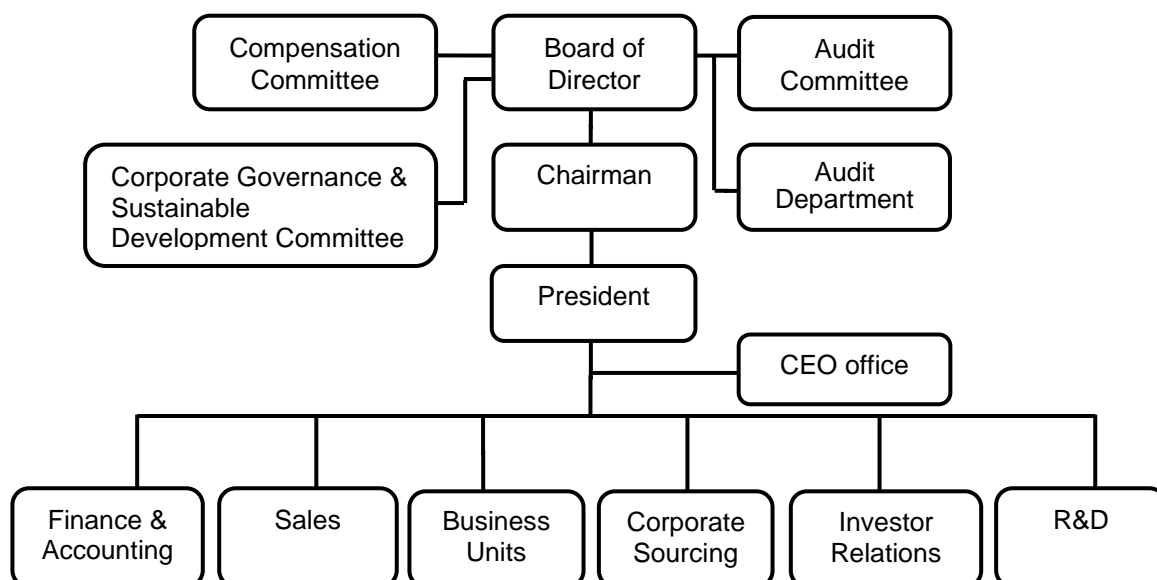 Compensation
Committee
Board of
Director
Audit
Committee
Corporate Governance &
Sustainable
Development Committee
Chairman
Audit
Department
President
CEO office
Finance &
Accounting
Sales
Business
Units
Corporate
Sourcing
Investor
Relations
R&D